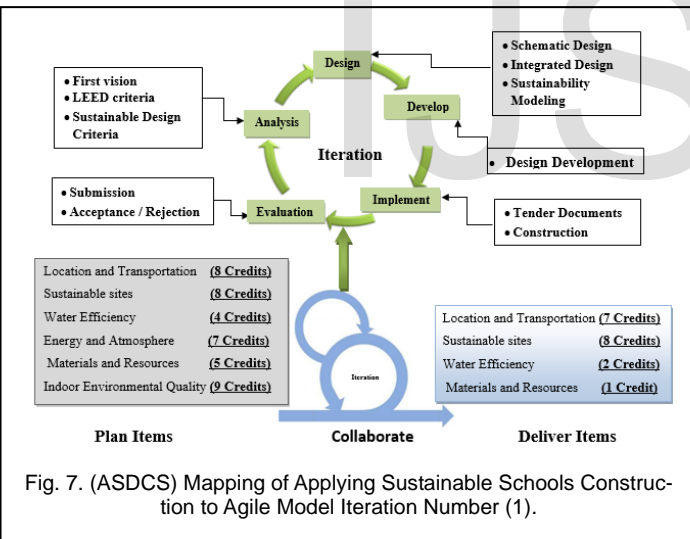 IJS
Design
• Schematic Design
• Integrated Design
• Sustainability
Modeling
• First vision
• LEED criteria
• Sustainable Design
Criteria
Analysis
Develop
Iteration
• Design Development
• Submission
• Acceptance / Rejection
Evaluation
Implement
• Tender Documents
• Construction
Location and Transportation (8 Credits)
Sustainable sites (8 Credits)
Water Efficiency (4 Credits)
Energy and Atmosphere (7 Credits)
Materials and Resources (5 Credits)
Indoor Environmental Quality (9 Credits)
Iteration
Location and Transportation (7 Credits)
Sustainable sites (8 Credits)
Water Efficiency (2 Credits)
Materials and Resources (1 Credit)
Plan Items
Collaborate
Deliver Items
Fig. 7. (ASDCS) Mapping of Applying Sustainable Schools Construc-
tion to Agile Model Iteration Number (1).